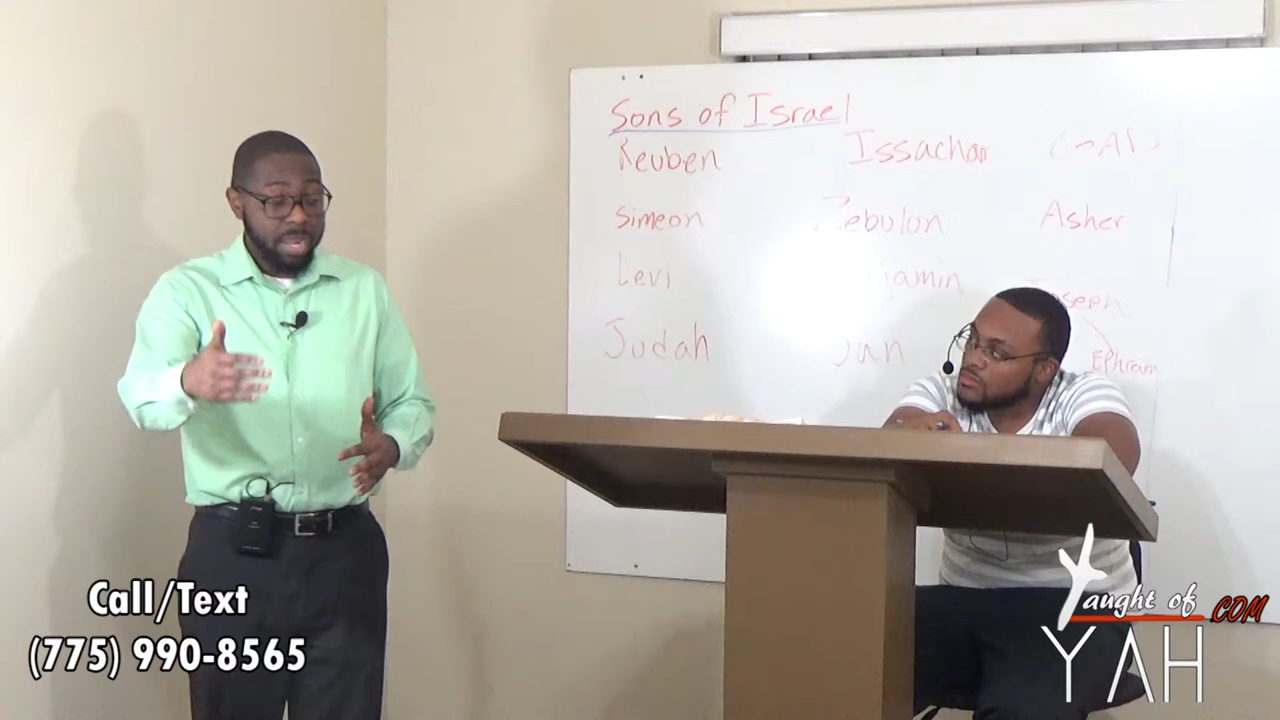 Sons of Israel
Reuben Issachar GAD
Simeon Zebulon Asher
Levi
Judah
Ephraim
Call/Text
(775) 990-8565
Taught of .COM
YAH